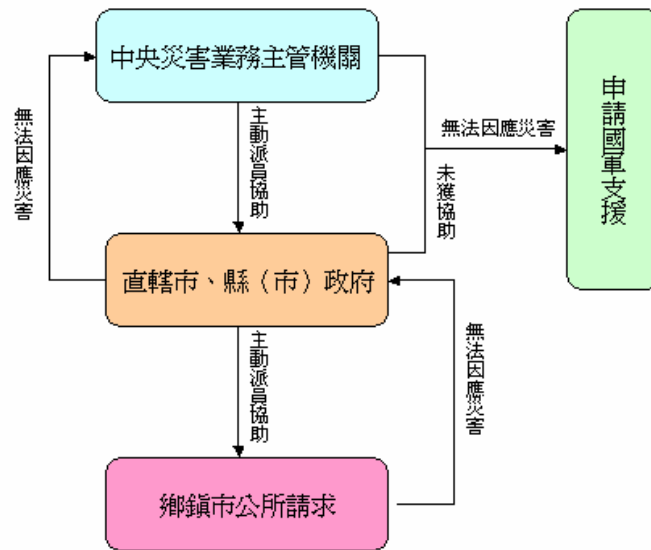 中央災害業務主管機關
申請國軍支援
無法因應災害
主動派員協助
無法因應災害
未獲協助
直轄市、縣（市）政府
主動派員協助
無法因應災害
鄉鎮市公所請求